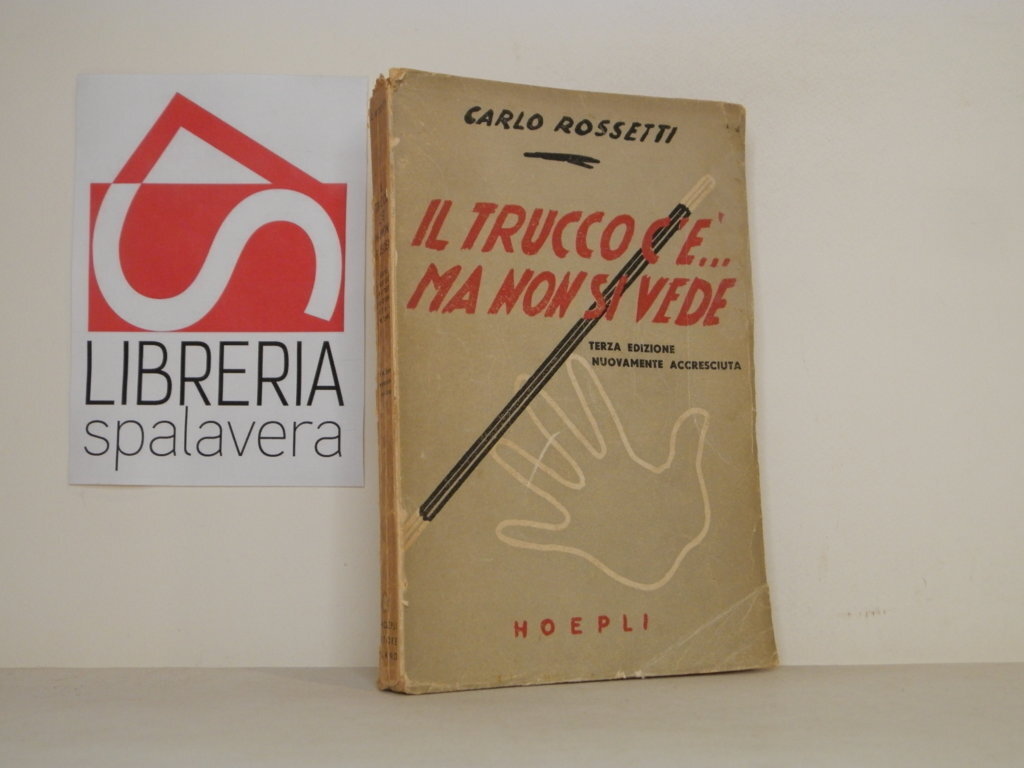 LIBRERIA
spalavera
CARLO ROSSETTI
IL TRUCCO C'È...
MA NON SI VEDE
TERZA EDIZIONE
NUOVAMENTE ACCRESCIUTA
HOEPLI